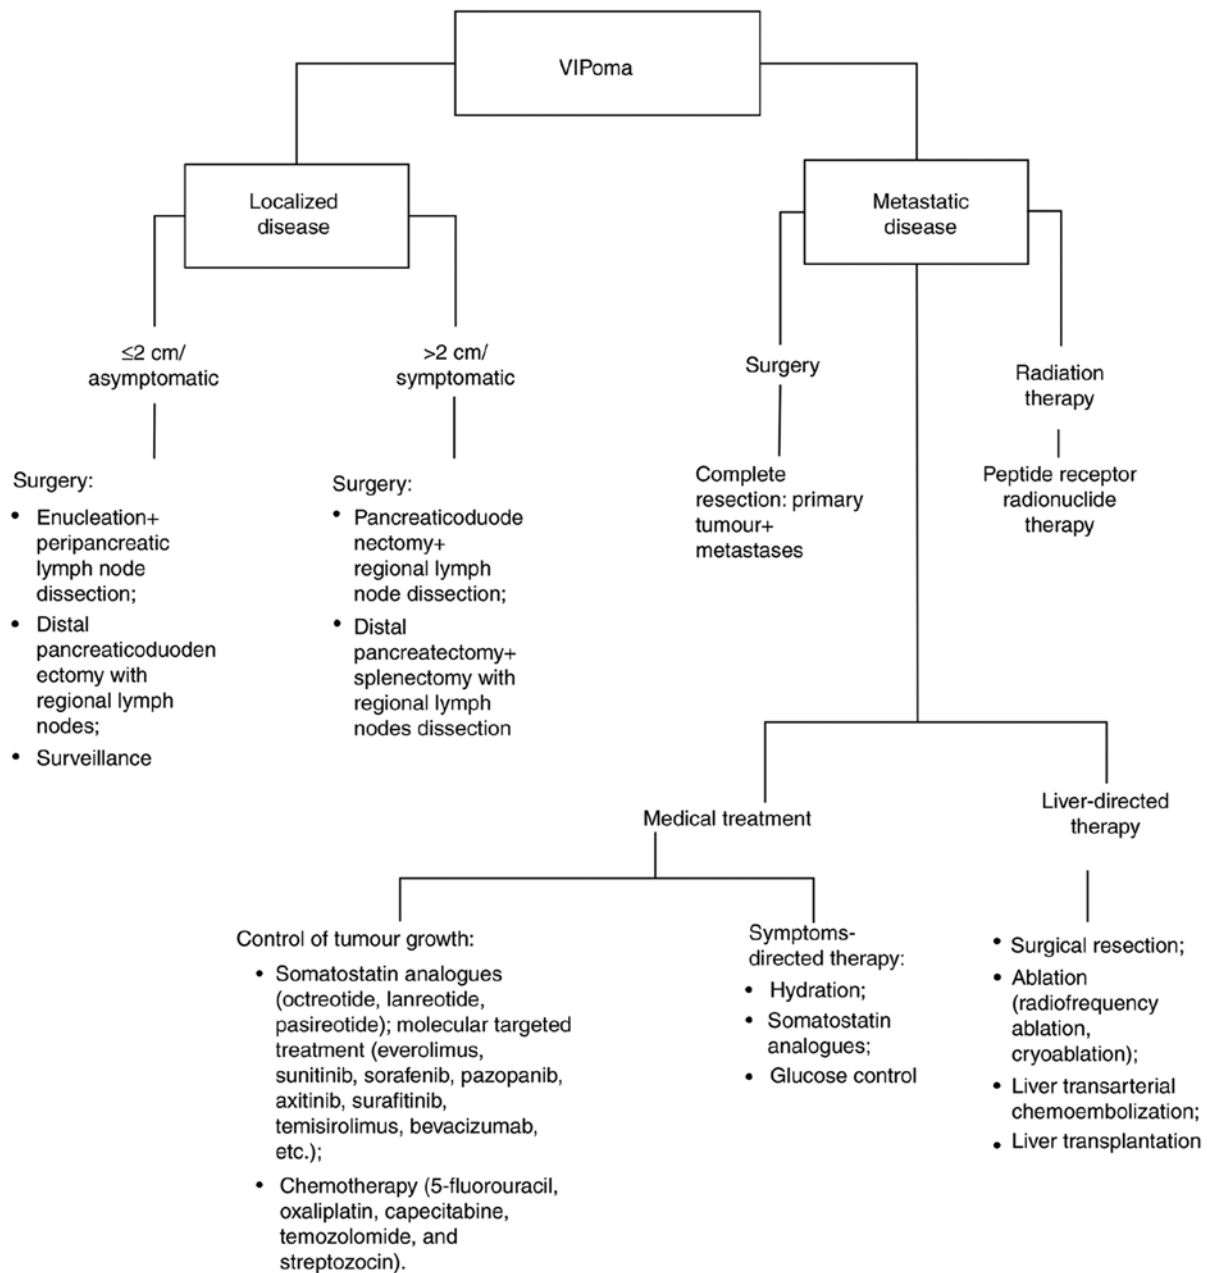 VIPoma
Localized
disease
Metastatic
disease
≤2 cm/
asymptomatic
>2 cm/
symptomatic
Surgery
Radiation
therapy
Surgery:
• Enucleation+
peripancreatic
lymph node
dissection;
• Distal
pancreaticoduoden
ectomy with
regional lymph
nodes;
• Surveillance
Surgery:
• Pancreaticoduode
nectomy+
regional lymph
node dissection;
• Distal
pancreatectomy+
splenectomy with
regional lymph
nodes dissection
Complete
resection: primary
tumour+
metastases
Peptide receptor
radionuclide
therapy
Medical treatment
Liver-directed
therapy
Control of tumour growth:
• Somatostatin analogues
(octreotide, lanreotide,
pasireotide); molecular targeted
treatment (everolimus,
sunitinib, sorafenib, pazopanib,
axitinib, surafitinib,
temisirolimus, bevacizumab,
etc.);
• Chemotherapy (5-fluorouracil,
oxaliplatin, capecitabine,
temozolomide, and
streptozocin).
Symptoms-
directed therapy:
• Hydration;
• Somatostatin
analogues;
• Glucose control
• Surgical resection;
• Ablation
(radiofrequency
ablation,
cryoablation);
• Liver transarterial
chemoembolization;
• Liver transplantation